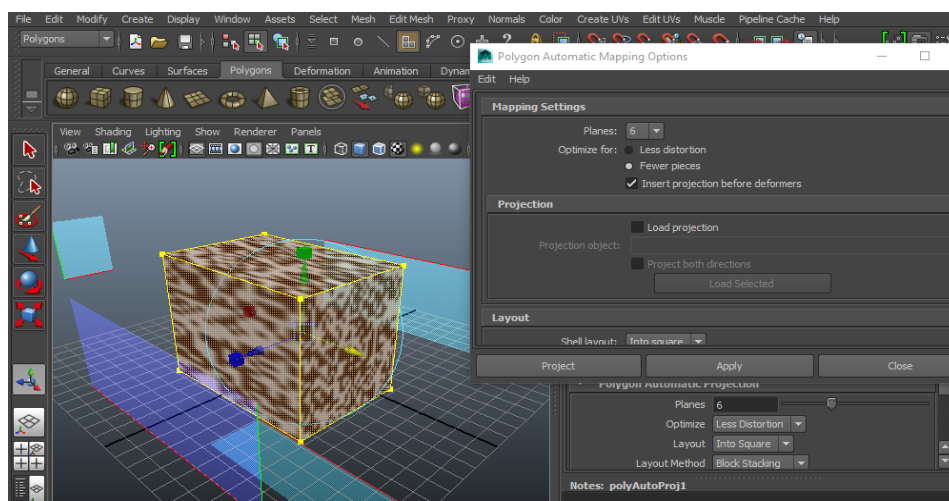 File Edit Modify Create Display Window Assets Select Mesh Edit Mesh Proxy Normals Color Create UVs Edit UVs Muscle Pipeline Cache Help
Polygons
Polygon Automatic Mapping Options
General Curves Surfaces Polygons Deformation Animation
Edit Help
Mapping Settings
View Shading Lighting Show Renderer Panels
Planes: 6
Optimize for: Less distortion
Fewer pieces
Insert projection before deformers
Projection
Load projection
Projection object:
Project both directions
Load Selected
Layout
Shell layout: Into square
Project Apply Close
Polygon Automatic Projection
Planes 6
Optimize Less Distortion
Layout Into Square
Layout Method Block Stacking
Notes: polyAutoProj1